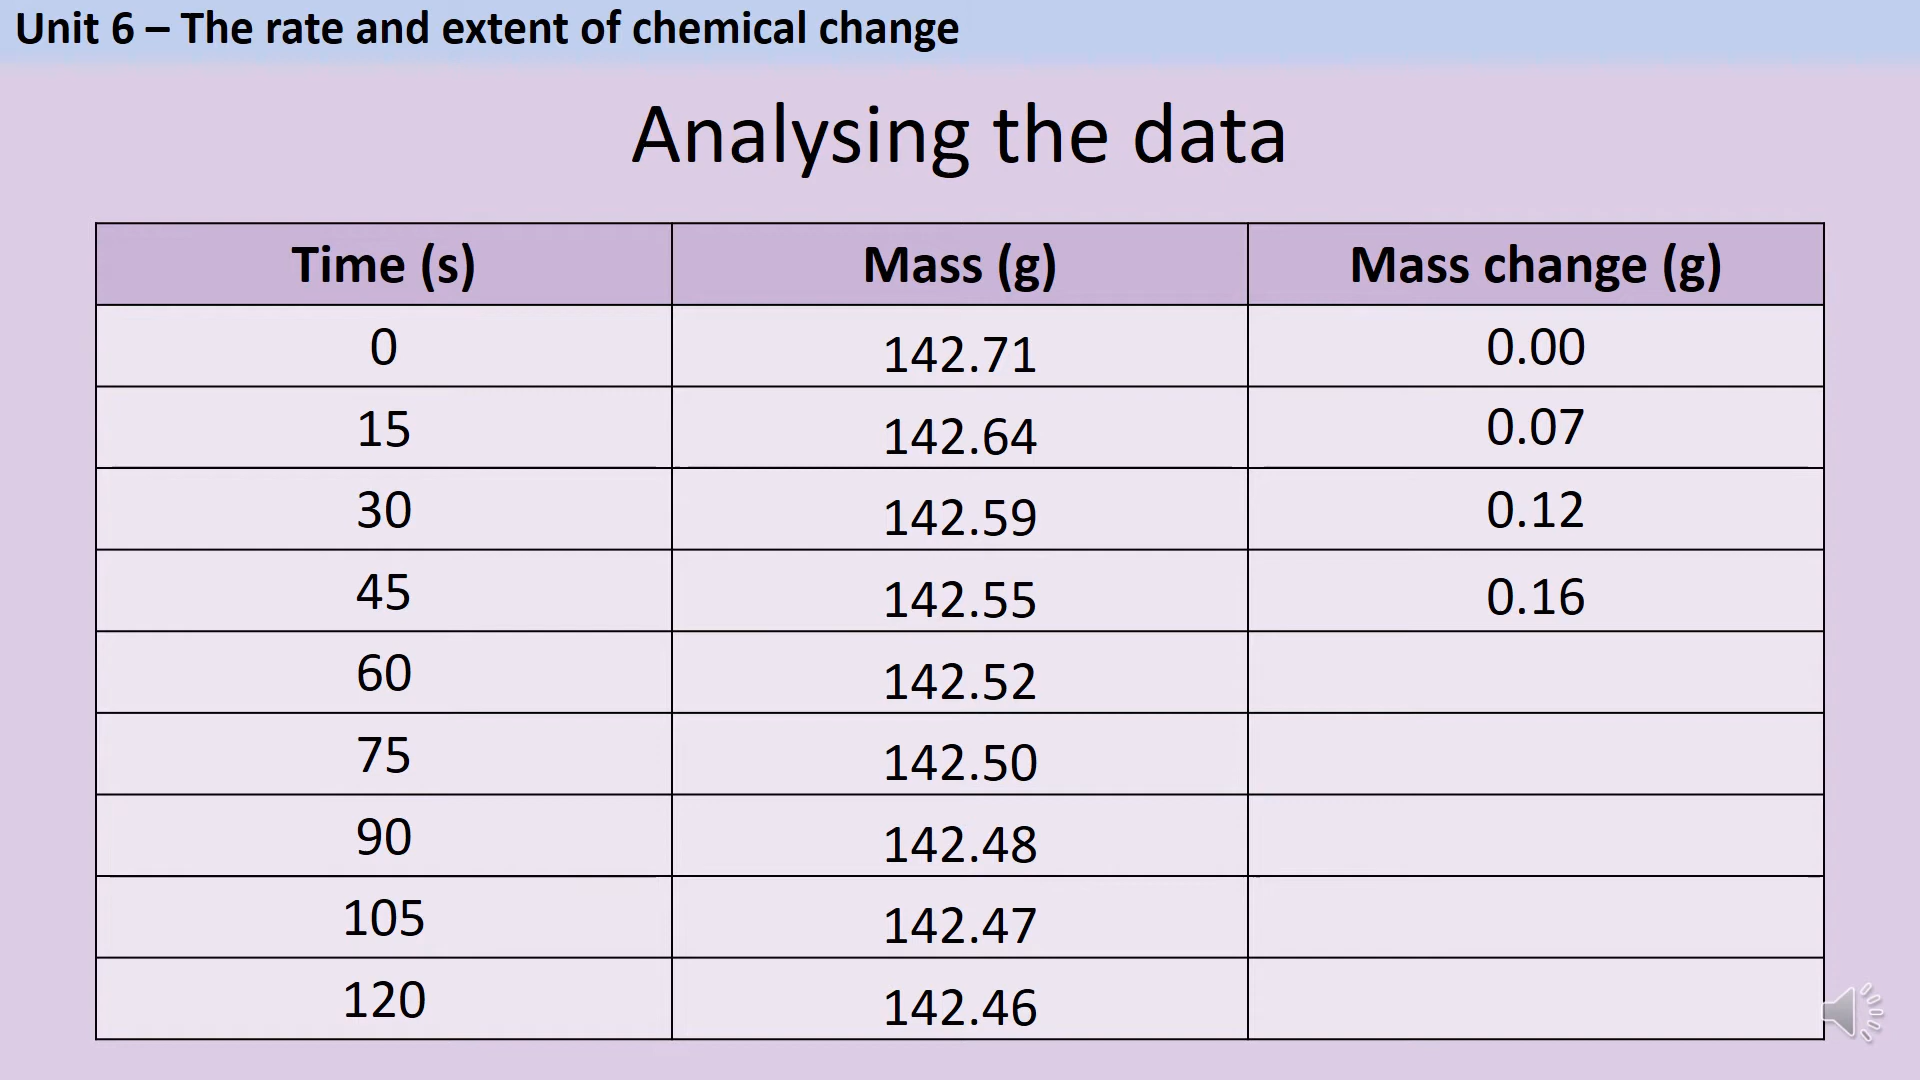 Unit 6 – The rate and extent of chemical change
Analysing the data
Time (s) Mass (g) Mass change (g)
0 142.71 0.00
15 142.64 0.07
30 142.59 0.12
45 142.55 0.16
60 142.52
75 142.50
90 142.48
105 142.47
120 142.46